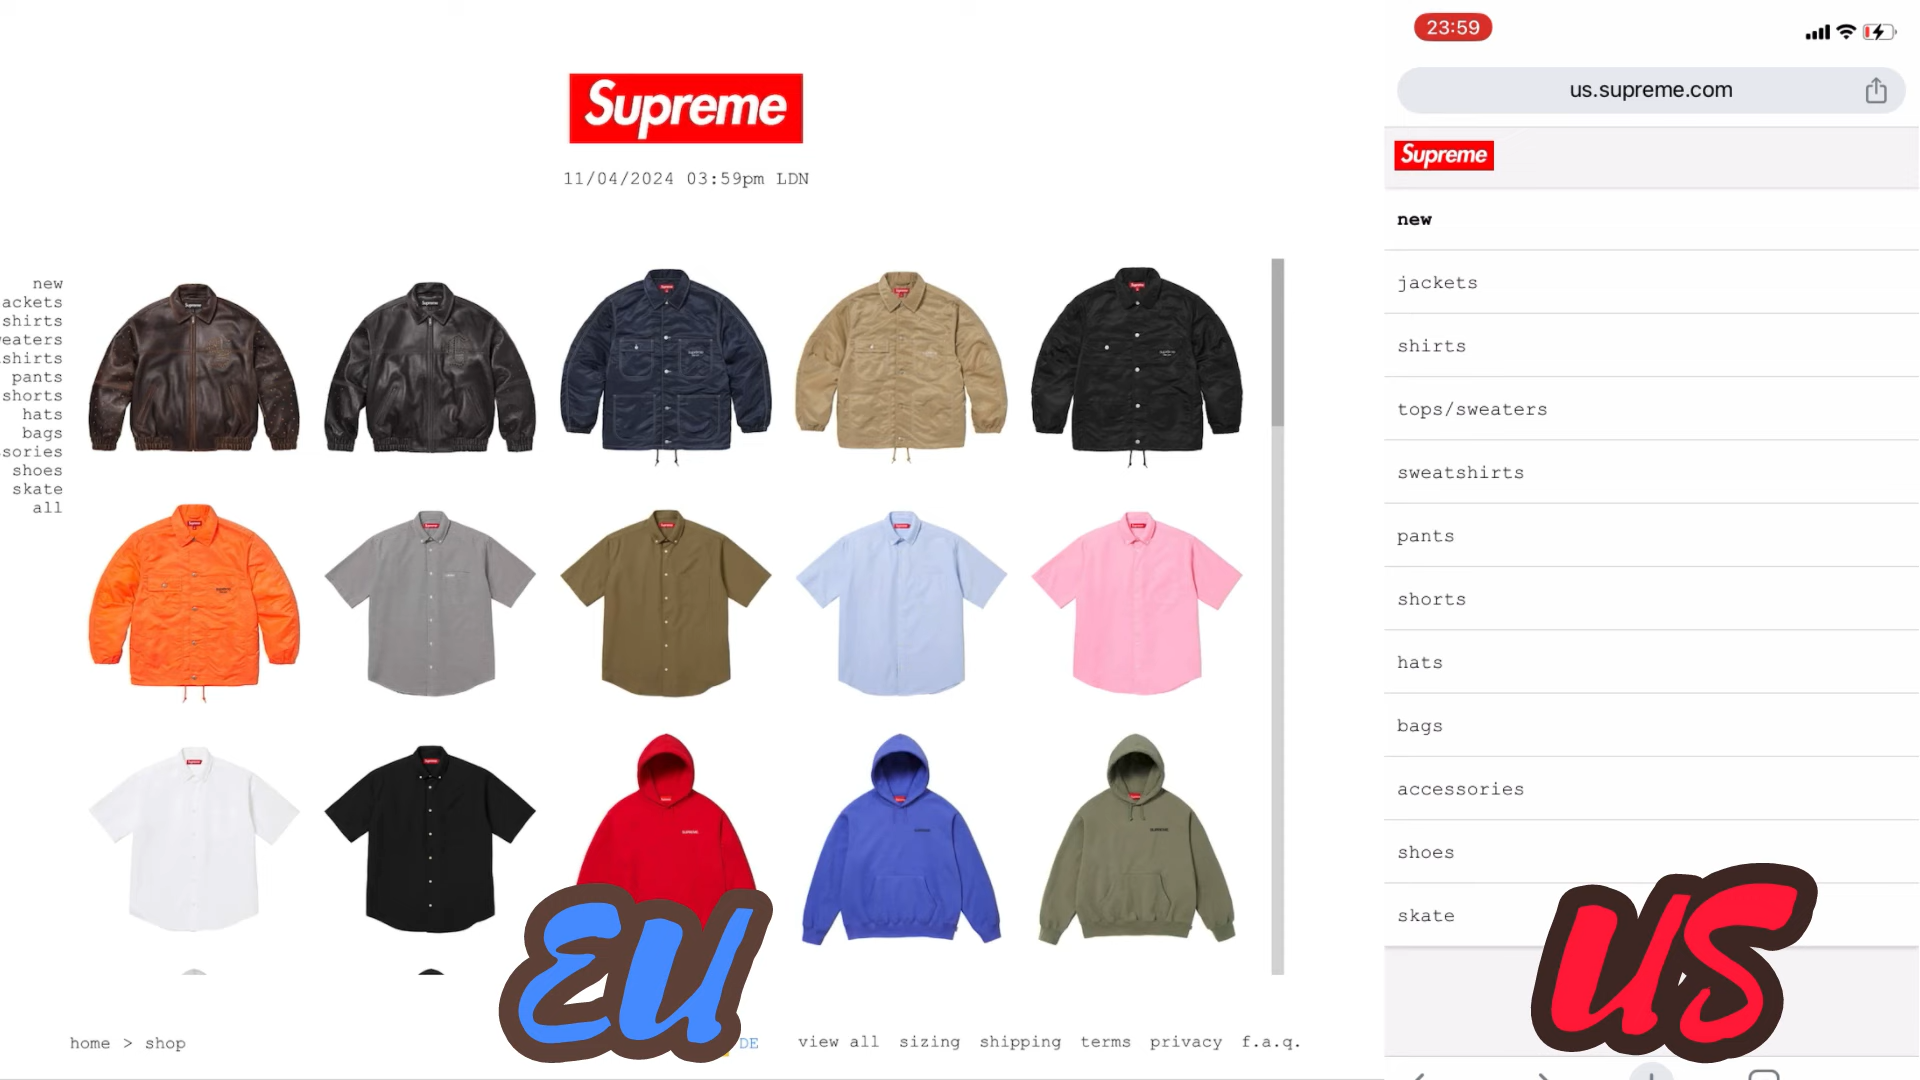 Supreme
11/04/2024 03:59pm LDN
new
ackets
shirts
eaters
shirts
pants
shorts
hats
bags
sories
shoes
skate
all
EU
home > shop
DE
view all sizing shipping terms privacy f.a.q.
23:59
us.supreme.com
Supreme
new
jackets
shirts
tops/sweaters
sweatshirts
pants
shorts
hats
bags
accessories
shoes
skate
US